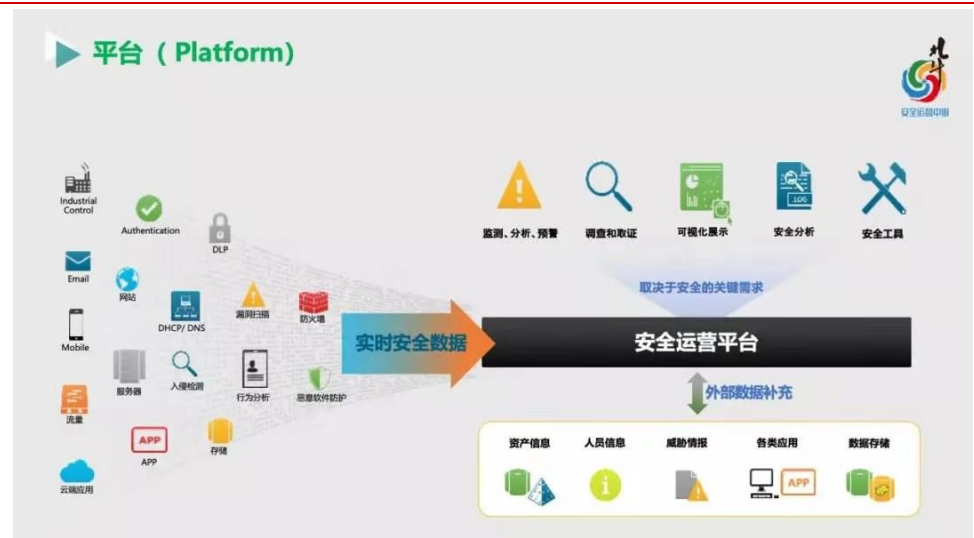 平台 ( Platform)
北斗
安全运营中心
Industrial
Control
Authentication
DLP
Email
网站
DHCP/ DNS
漏洞扫描
防火墙
Mobile
服务器
入侵检测
行为分析
恶意软件防护
流量
APP
APP
存储
云端应用
实时安全数据
监测、分析、预警
调查和取证
可视化展示
LOG
安全分析
安全工具
取决于安全的关键需求
安全运营平台
外部数据补充
资产信息
人员信息
威胁情报
各类应用
数据存储
APP